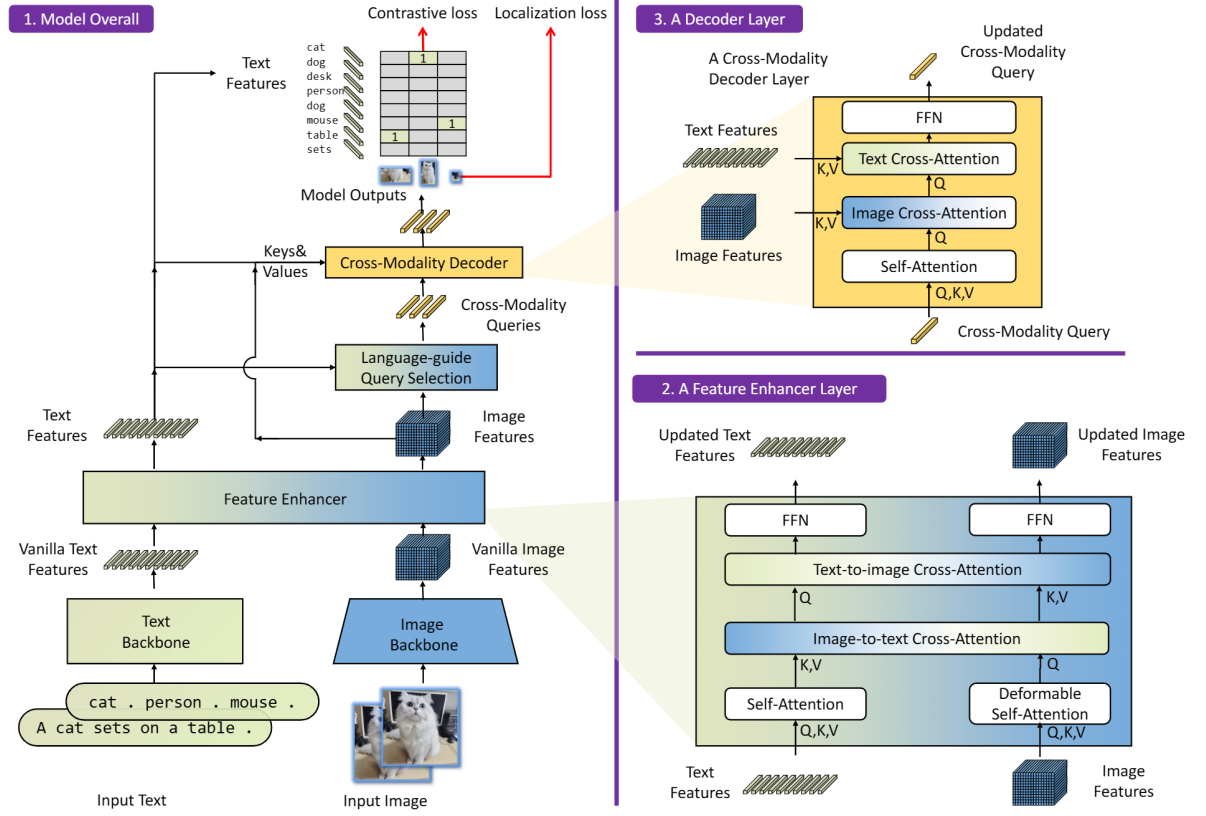 1. Model Overall
Contrastive loss
Localization loss
Text
Features
cat
dog
desk
person
dog
mouse
table
sets
1
1
1
Model Outputs
Keys&
Values
Cross-Modality Decoder
Cross-Modality
Queries
Language-guide
Query Selection
Text
Features
Image
Features
Feature Enhancer
Vanilla Text
Features
Vanilla Image
Features
Text
Backbone
Image
Backbone
cat . person . mouse .
A cat sets on a table .
Input Text
Input Image
3. A Decoder Layer
A Cross-Modality
Decoder Layer
Updated
Cross-Modality
Query
FFN
Text Features
Text Cross-Attention
K,V
Q
Image Cross-Attention
K,V
Q
Image Features
Self-Attention
Q,K,V
Cross-Modality Query
2. A Feature Enhancer Layer
Updated Text
Features
Updated Image
Features
FFN
FFN
Text-to-image Cross-Attention
Q
K,V
Image-to-text Cross-Attention
K,V
Q
Self-Attention
Deformable
Self-Attention
Q,K,V
Q,K,V
Text
Features
Image
Features